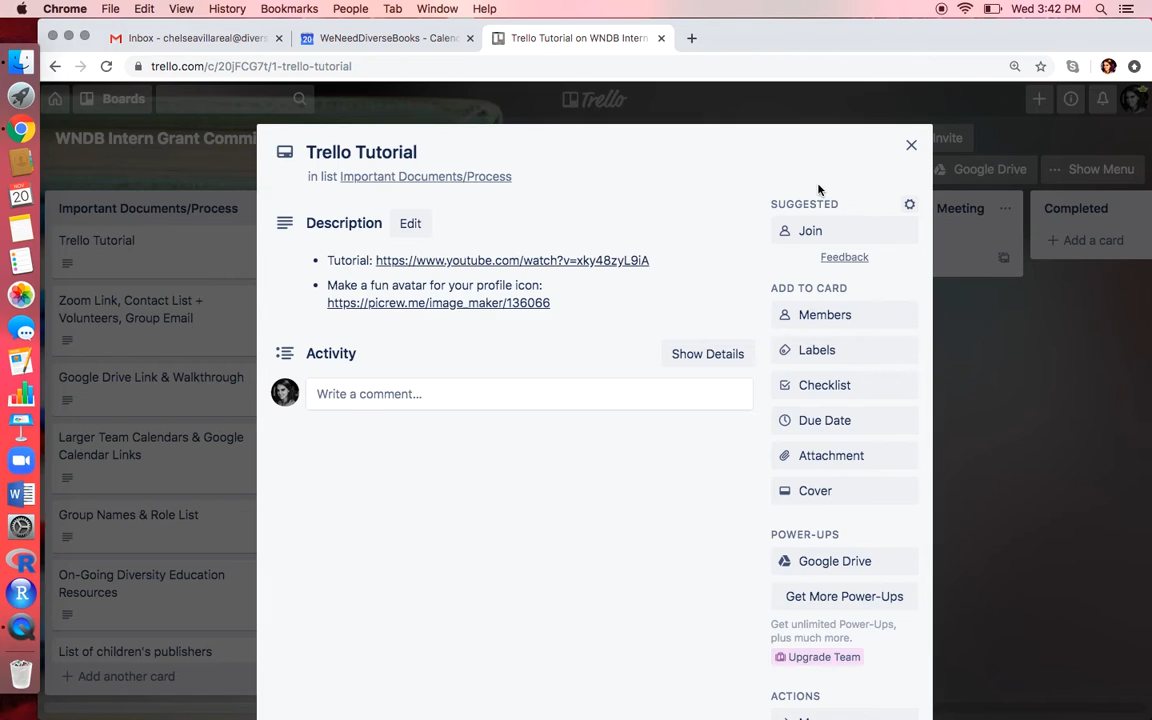 Chrome File Edit View History Bookmarks People Tab Window Help Wed 3:42 PM
Inbox - chelseavillareal@divers
20 WeNeedDiverseBooks - Calend
Trello Tutorial on WNDB Intern
trello.com/c/20jFCG7t/1-trello-tutorial
Boards
Trello
WNDB Intern Grant Commi
Invite
Google Drive
Show Menu
Important Documents/Process
Trello Tutorial
Zoom Link, Contact List +
Volunteers, Group Email
Google Drive Link & Walkthrough
Larger Team Calendars & Google
Calendar Links
Group Names & Role List
On-Going Diversity Education
Resources
List of children's publishers
+ Add another card
Trello Tutorial
in list Important Documents/Process
Description Edit
• Tutorial: https://www.youtube.com/watch?v=xky48zyL9iA
• Make a fun avatar for your profile icon:
https://picrew.me/image_maker/136066
Activity
Show Details
Write a comment...
SUGGESTED
Join
Feedback
ADD TO CARD
Members
Labels
Checklist
Due Date
Attachment
Cover
POWER-UPS
Google Drive
Get More Power-Ups
Get unlimited Power-Ups,
plus much more.
Upgrade Team
ACTIONS
Meeting
Completed
+ Add a card
NOV
20